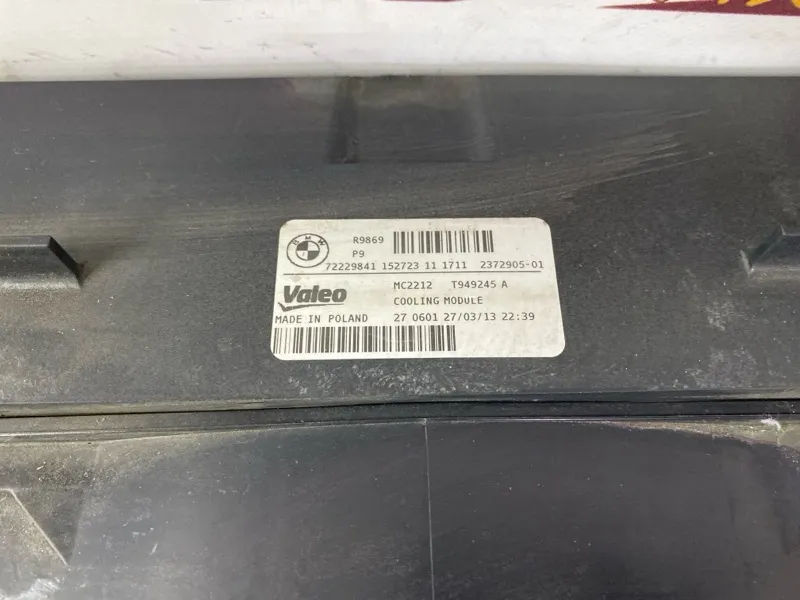 BMW
R9869
P9
72229841 152723 11 1711 2372905-01
Valeo
MC2212 T949245 A
COOLING MODULE
MADE IN POLAND 27 0601 27/03/13 22:39